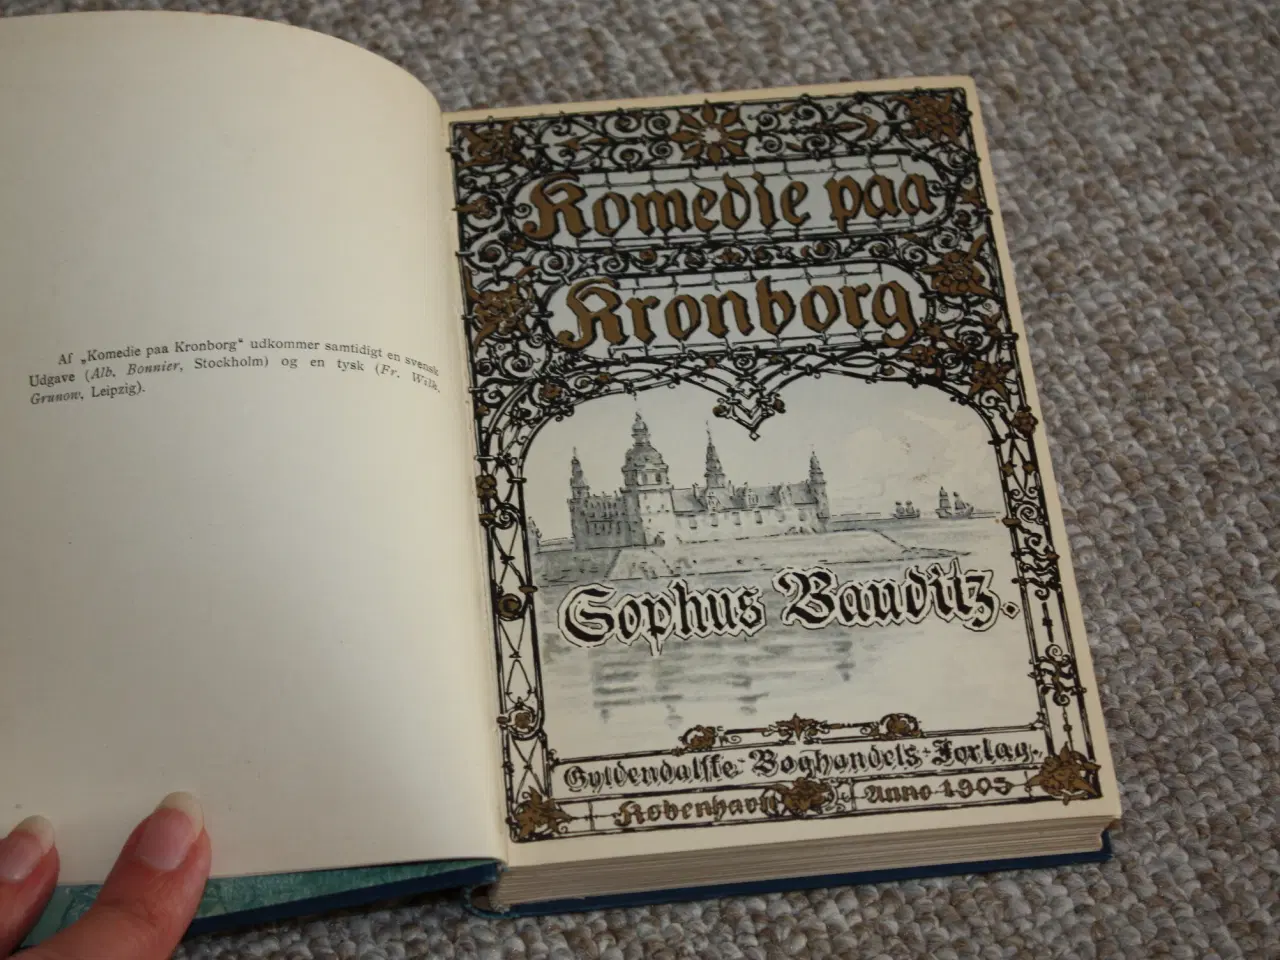 Af „Komedie paa Kronborg“ udkommer samtidigt en svensk
Udgave (Alb. Bonnier, Stockholm) og en tysk (Fr. Wilh.
Grunow, Leipzig).
Komedie paa
Kronborg
Sophus Bauditz.
Gyldendalske-Boghandels-Forlag.
København Anno 1905